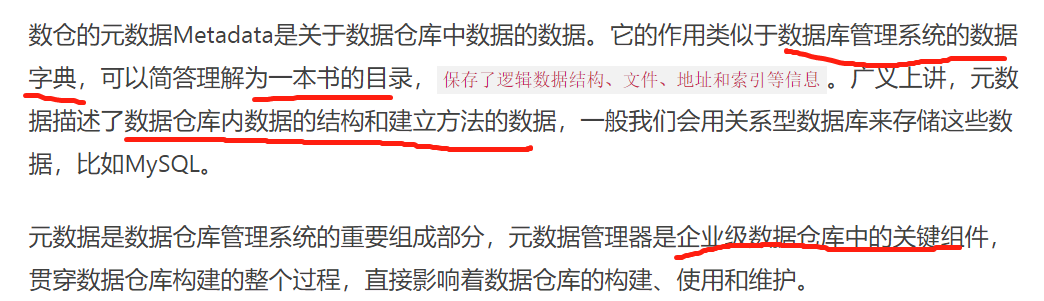 数仓的元数据Metadata是关于数据仓库中数据的数据。它的作用类似于数据库管理系统的数据
字典，可以简答理解为一本书的目录，保存了逻辑数据结构、文件、地址和索引等信息。广义上讲，元数
据描述了数据仓库内数据的结构和建立方法的数据，一般我们会用关系型数据库来存储这些数
据，比如MySQL。
元数据是数据仓库管理系统的重要组成部分，元数据管理器是企业级数据仓库中的关键组件，
贯穿数据仓库构建的整个过程，直接影响着数据仓库的构建、使用和维护。